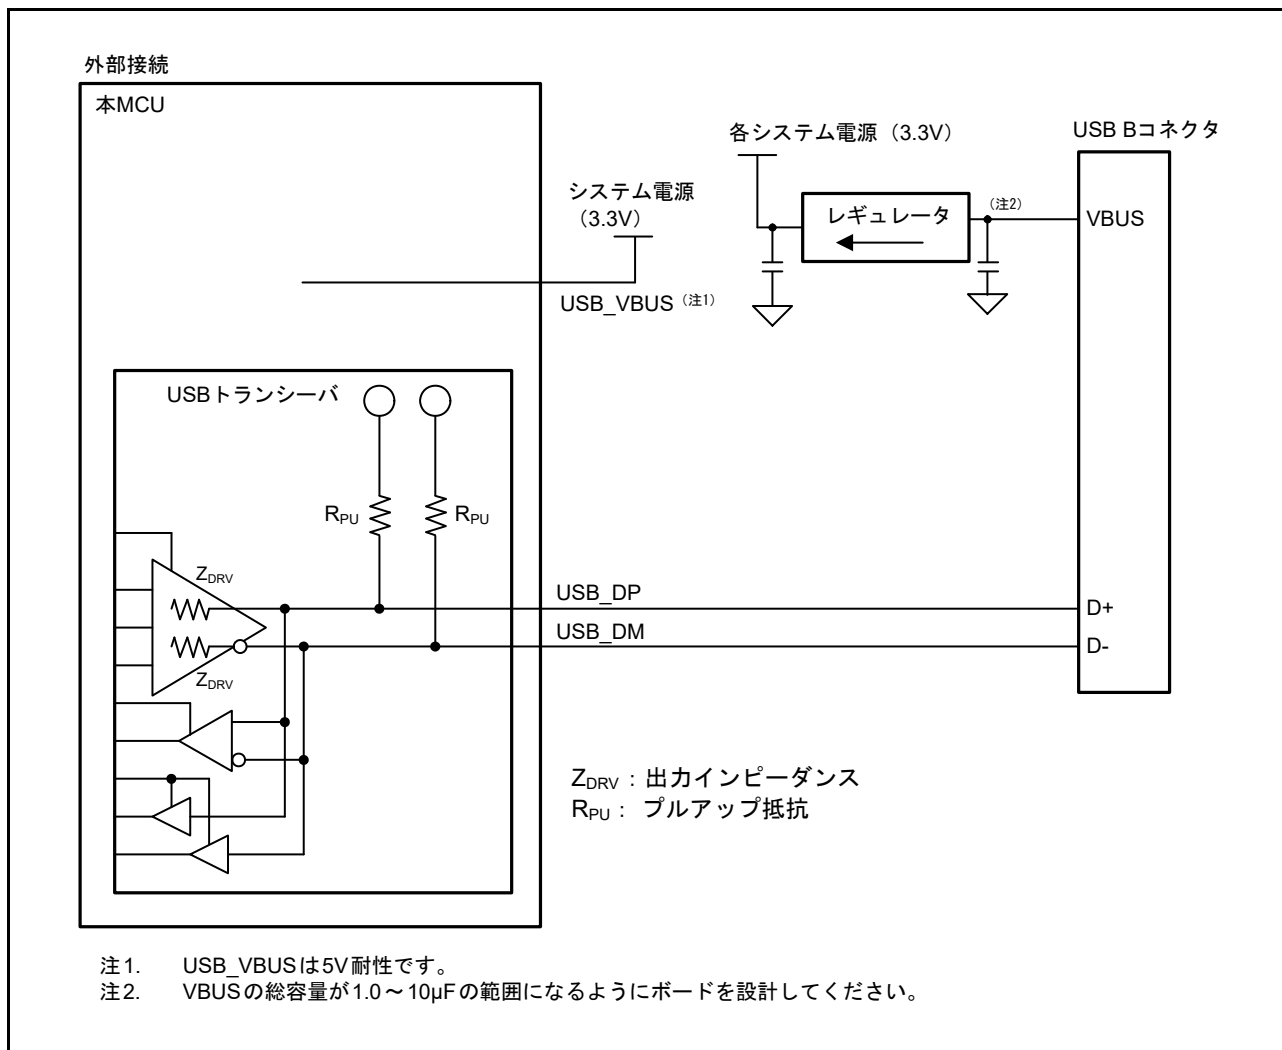 外部接続
本MCU
各システム電源（3.3V）
USB Bコネクタ
システム電源
（3.3V）
レギュレータ
（注2）
VBUS
USB_VBUS（注1）
USBトランシーバ
RPU
RPU
ZDRV
ZDRV
USB_DP
USB_DM
D+
D-
ZDRV：出力インピーダンス
RPU： プルアップ抵抗
注1. USB_VBUSは5V耐性です。
注2. VBUSの総容量が1.0～10µFの範囲になるようにボードを設計してください。